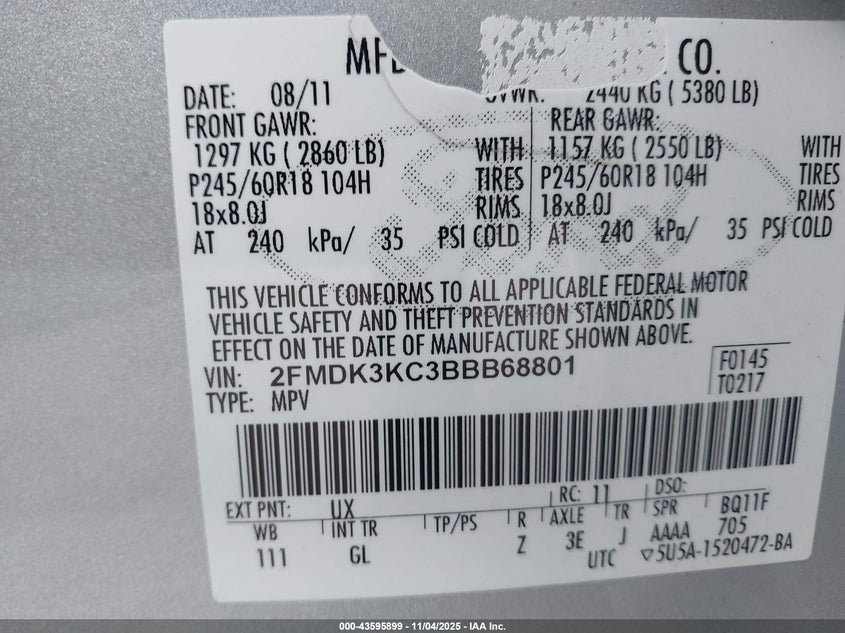 MFD CO.
DATE: 08/11 GVWR: 2440 KG ( 5380 LB)
FRONT GAWR: REAR GAWR:
1297 KG ( 2860 LB) WITH 1157 KG ( 2550 LB) WITH
P245/60R18 104H TIRES P245/60R18 104H TIRES
18x8.0J RIMS 18x8.0J RIMS
AT 240 kPa/ 35 PSI COLD AT 240 kPa/ 35 PSI COLD
THIS VEHICLE CONFORMS TO ALL APPLICABLE FEDERAL MOTOR
VEHICLE SAFETY AND THEFT PREVENTION STANDARDS IN
EFFECT ON THE DATE OF MANUFACTURE SHOWN ABOVE.
VIN: 2FMDK3KC3BBB68801 F0145
TYPE: MPV T0217
EXT PNT: UX RC: 11 DSO: BQ11F
WB INT TR TP/PS R AXLE TR SPR 705
111 GL Z 3E J AAAA
UTC ▽5U5A-1520472-BA
000-43595899 - 11/04/2025 - IAA Inc.